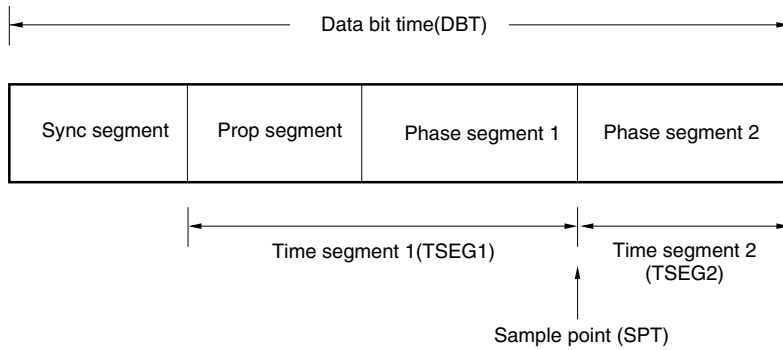 Data bit time(DBT)
Sync segment Prop segment Phase segment 1 Phase segment 2
Time segment 1(TSEG1)
Time segment 2
(TSEG2)
Sample point (SPT)